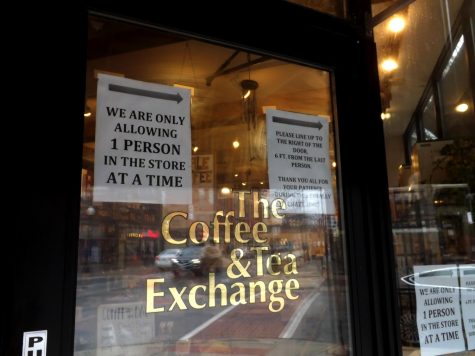 WE ARE ONLY
ALLOWING
1 PERSON
IN THE STORE
AT A TIME
PLEASE LINE UP TO
THE RIGHT OF THE
DOOR,
6 FT. FROM THE LAST
PERSON.
THANK YOU ALL FOR
YOUR PATIENCE
The
Coffee
& Tea
Exchange
WE ARE ONLY
ALLOWING
1 PERSON
IN THE STORE
AT A TIME
PU